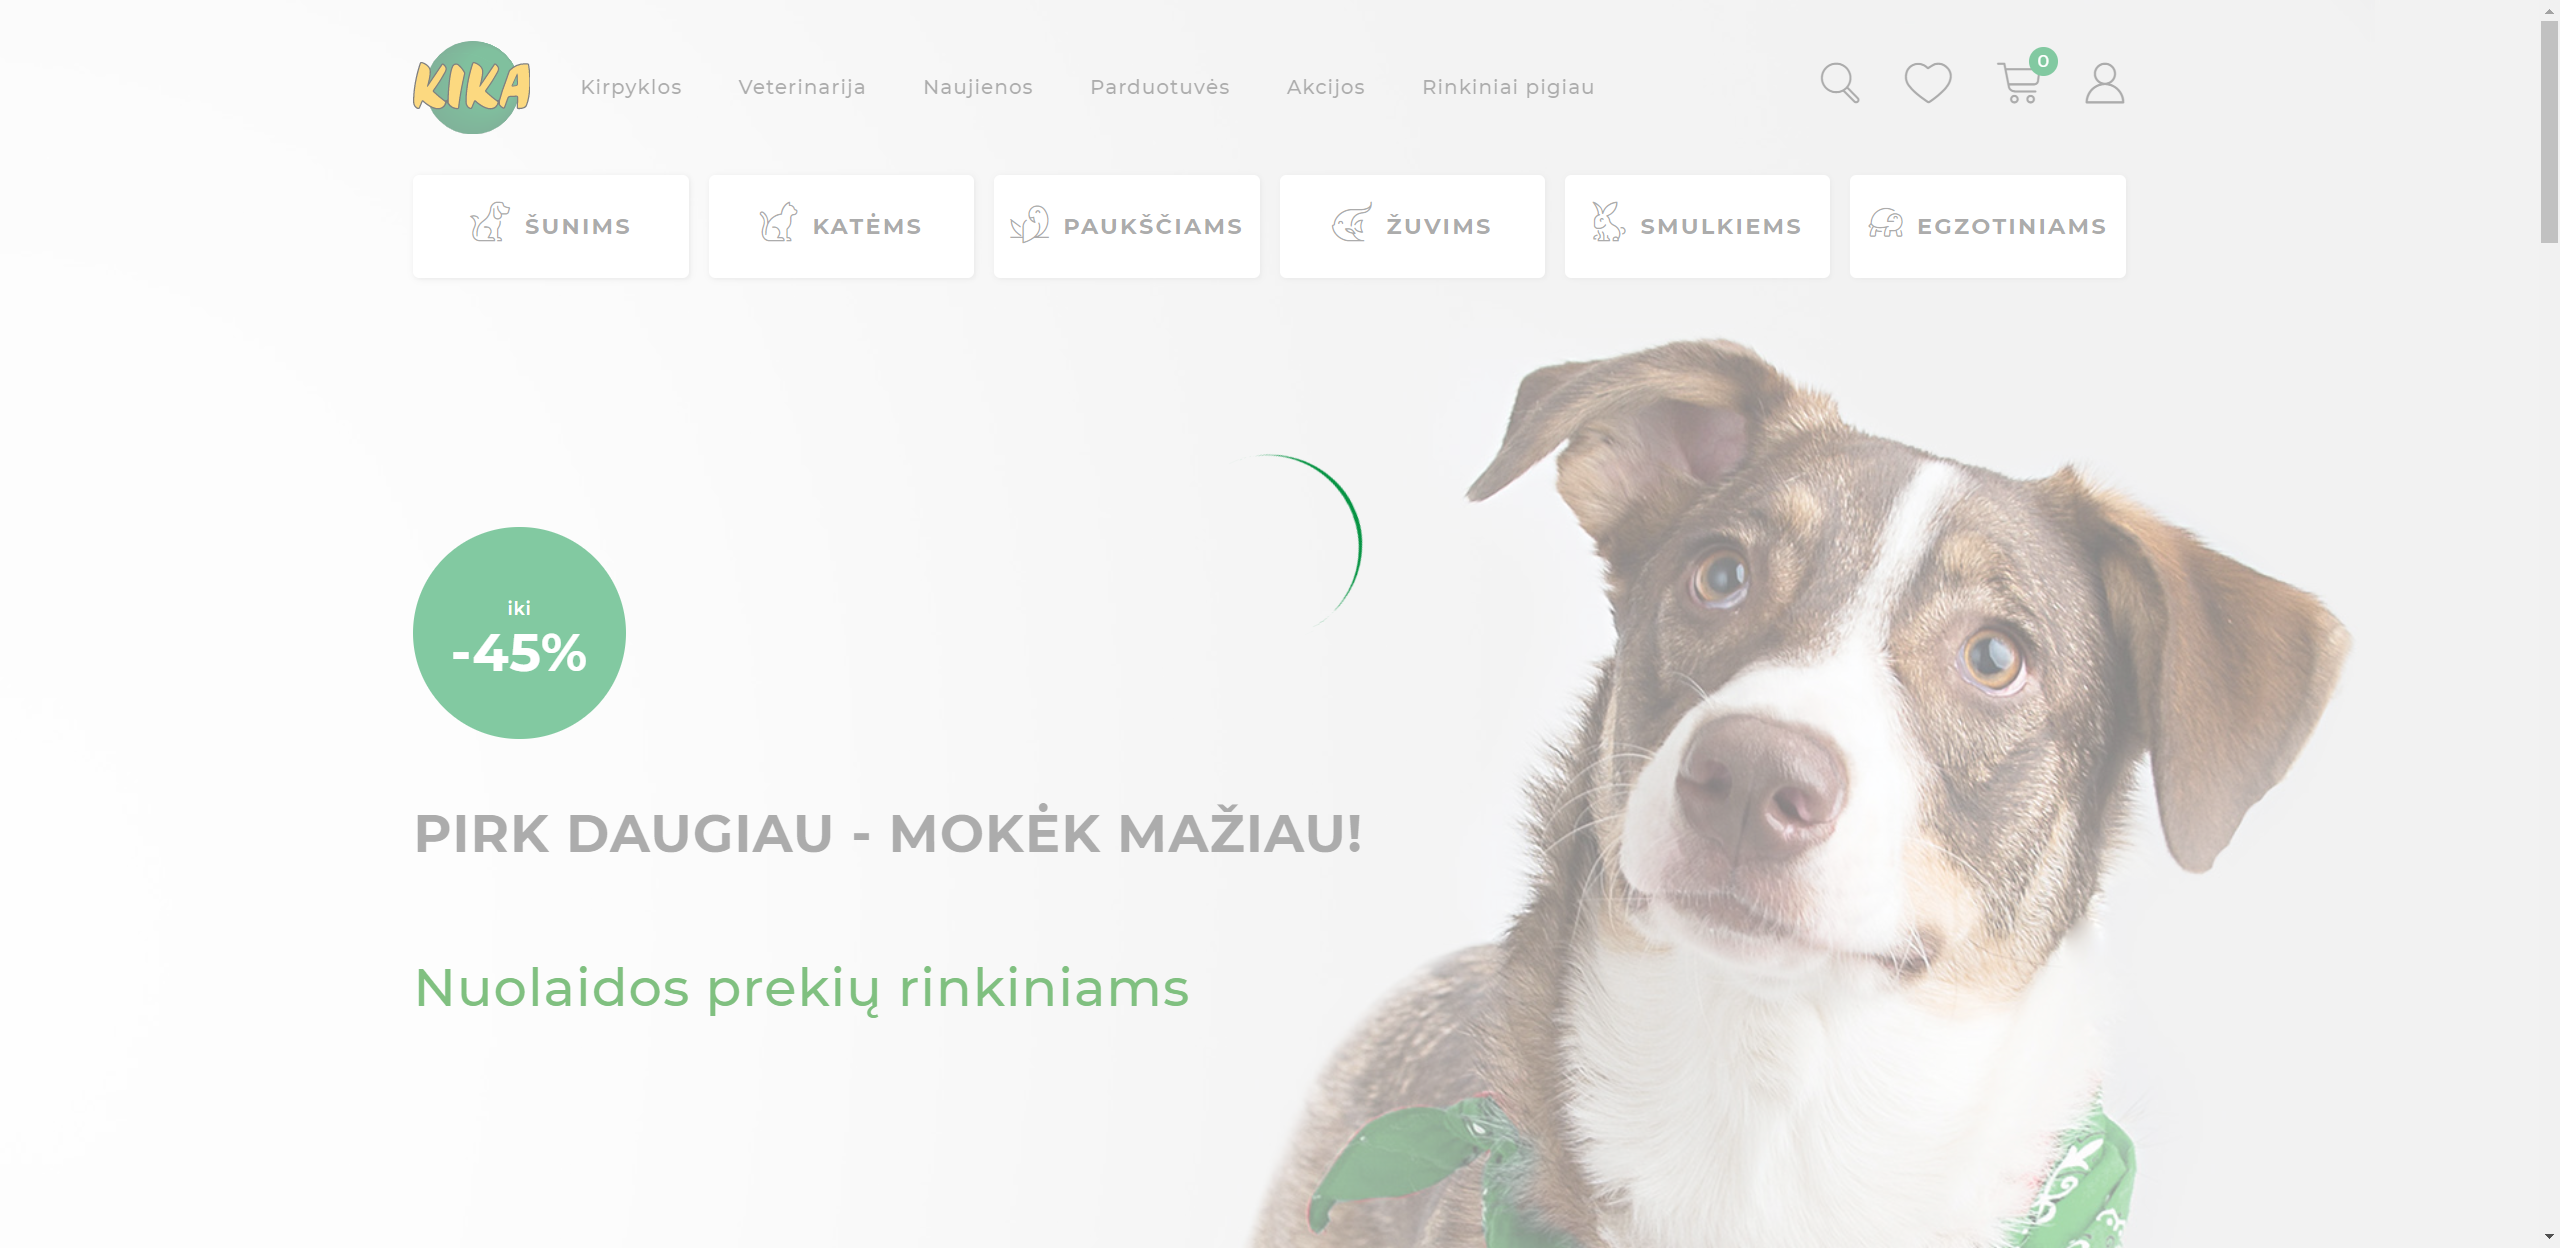 KIKA
Kirpyklos
Veterinarija
Naujienos
Parduotuvės
Akcijos
Rinkiniai pigiau
0
ŠUNIMS
KATĖMS
PAUKŠČIAMS
ŽUVIMS
SMULKIEMS
EGZOTINIAMS
iki
-45%
PIRK DAUGIAU - MOKĖK MAŽIAU!
Nuolaidos prekių rinkiniams